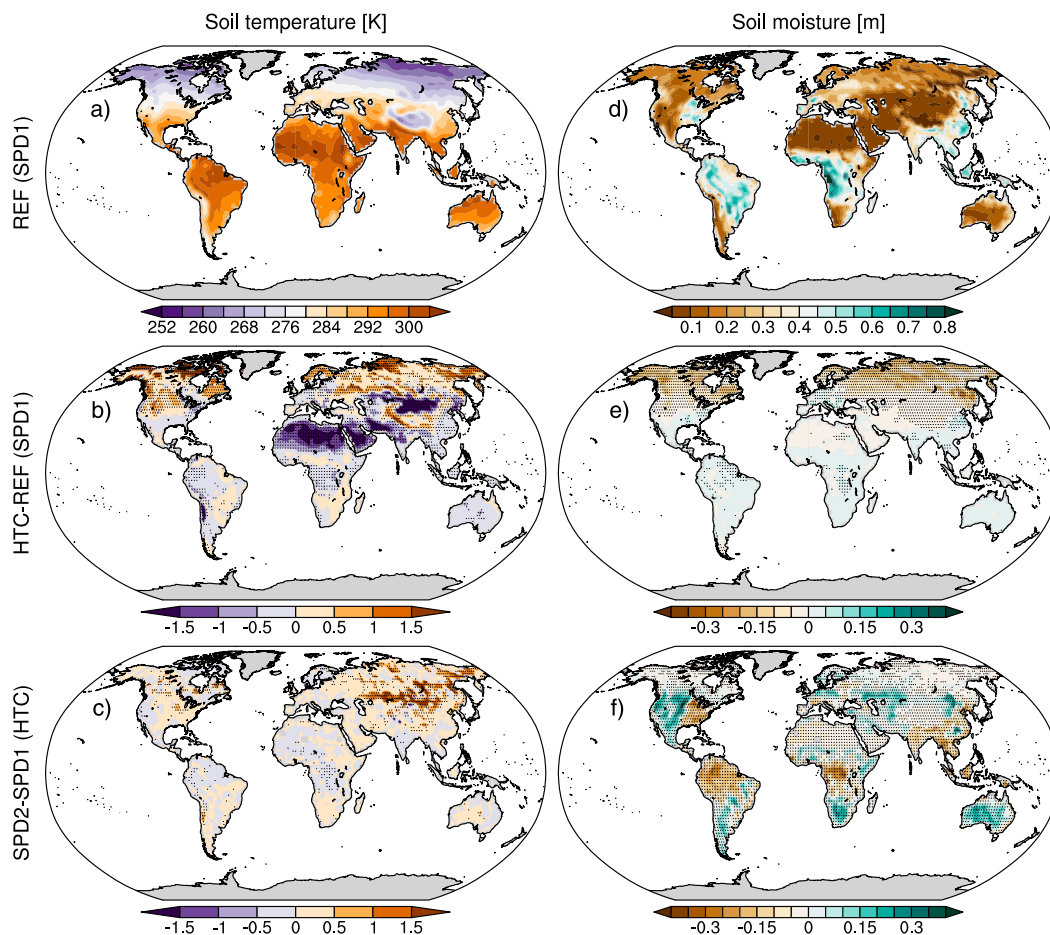 Soil temperature [K]
Soil moisture [m]
REF (SPD1)
a)
d)
252 260 268 276 284 292 300
0.1 0.2 0.3 0.4 0.5 0.6 0.7 0.8
HTC-REF (SPD1)
b)
e)
-1.5 -1 -0.5 0 0.5 1 1.5
-0.3 -0.15 0 0.15 0.3
SPD2-SPD1 (HTC)
c)
f)
-1.5 -1 -0.5 0 0.5 1 1.5
-0.3 -0.15 0 0.15 0.3